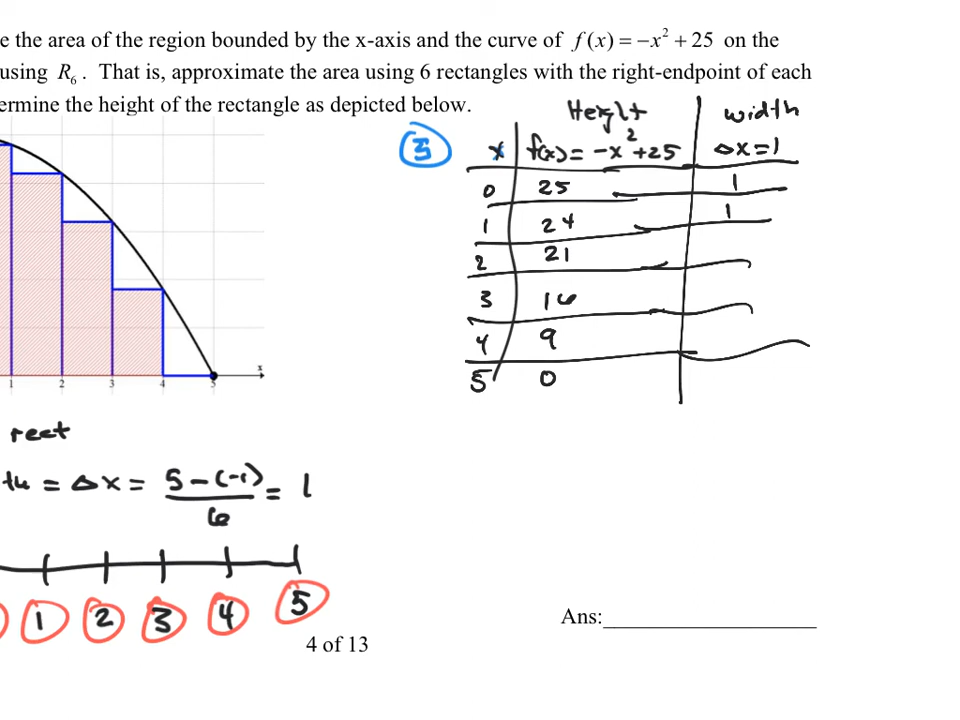 e the area of the region bounded by the x-axis and the curve of f(x) = −x² + 25 on the
using R₆. That is, approximate the area using 6 rectangles with the right-endpoint of each
ermine the height of the rectangle as depicted below.
Height width
③ x f(x) = -x²+25 Δx=1
0 25 1
1 24 1
2 21
3 16
4 9
5 0
x
1 2 3 4 5
rect
th = Δx = 5-(-1)/6 = 1
1 2 3 4 5
Ans:
4 of 13